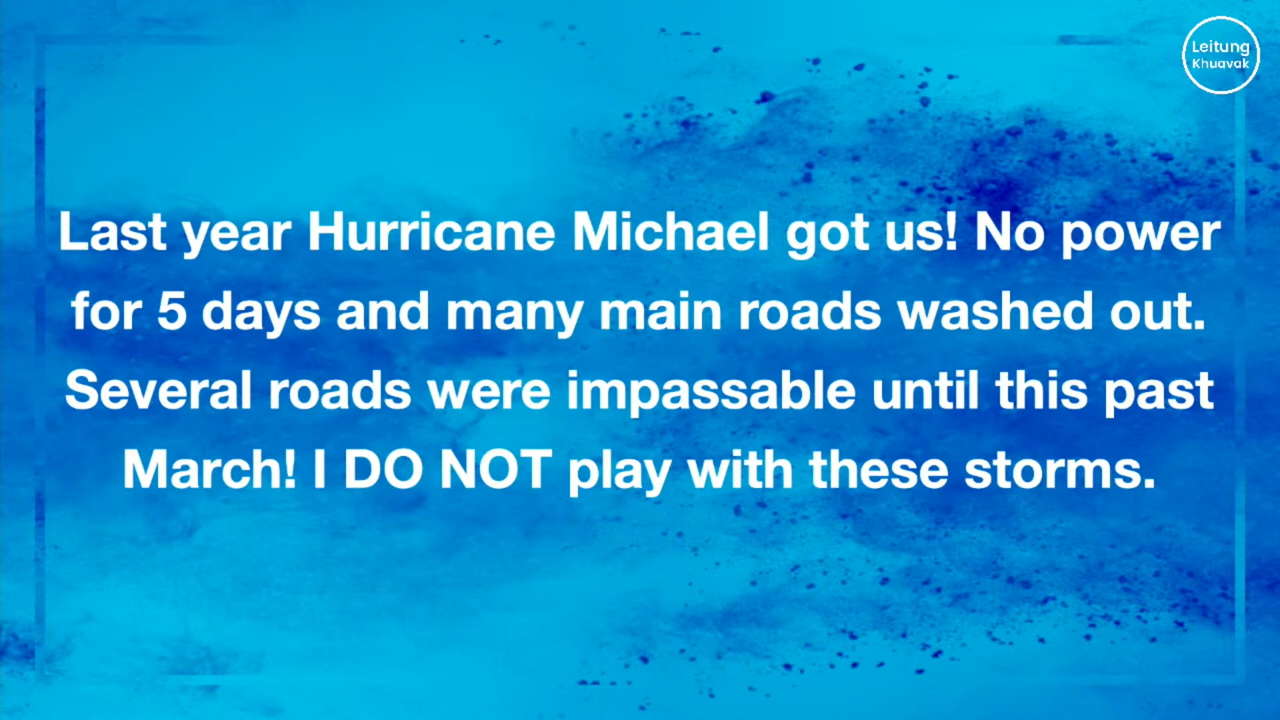 Leitung
Khuavak
Last year Hurricane Michael got us! No power
for 5 days and many main roads washed out.
Several roads were impassable until this past
March! I DO NOT play with these storms.